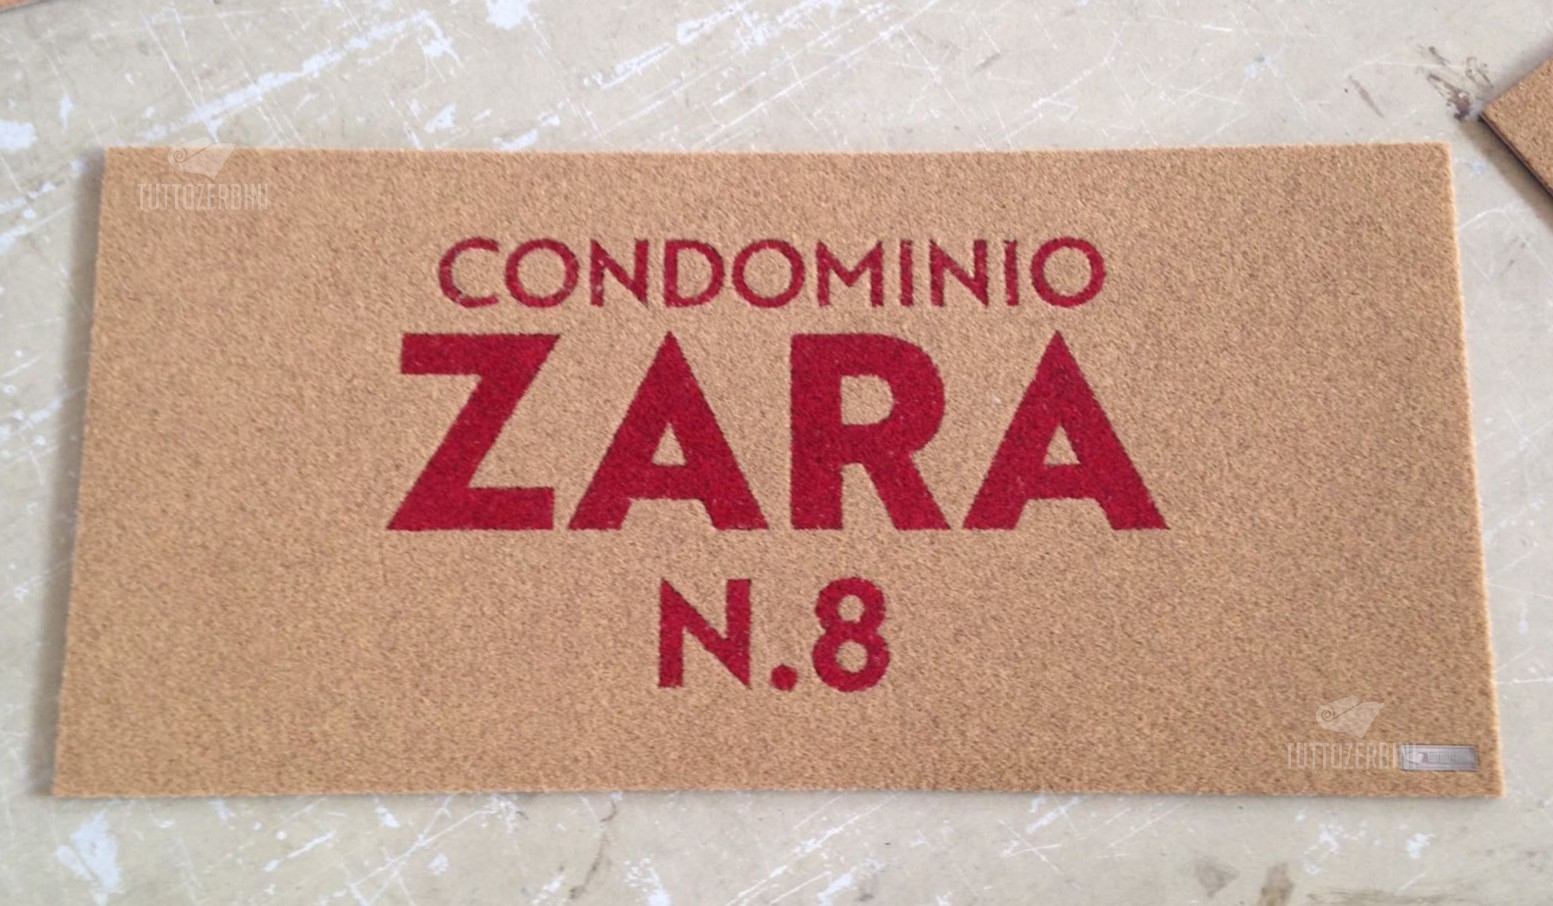 TUTTOZERBINI
CONDOMINIO
ZARA
N.8
TUTTOZERBINI